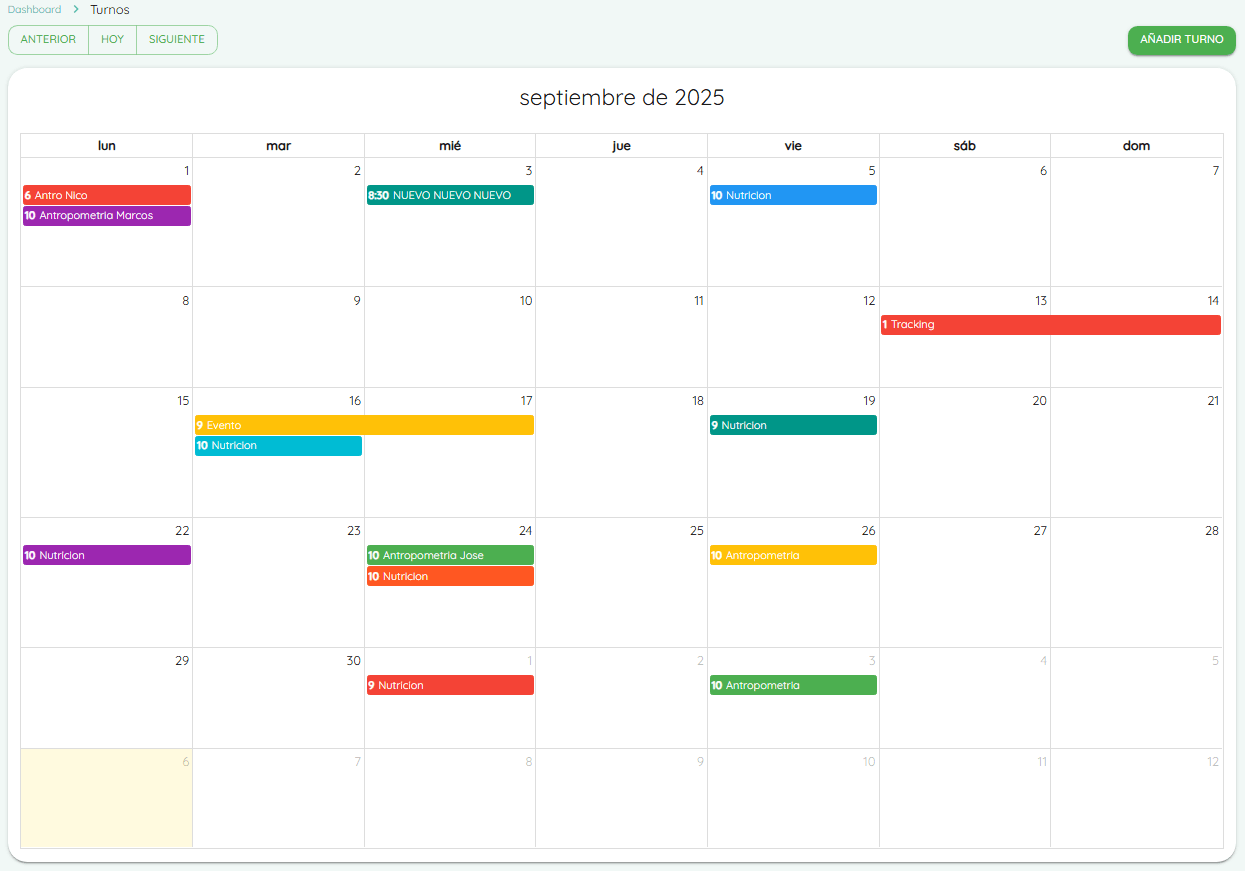 Dashboard > Turnos
ANTERIOR HOY SIGUIENTE AÑADIR TURNO
septiembre de 2025
lun mar mié jue vie sáb dom
1 2 3 4 5 6 7
6 Antro Nico 8:30 NUEVO NUEVO NUEVO 10 Nutricion
10 Antropometria Marcos
8 9 10 11 12 13 14
1 Tracking
15 16 17 18 19 20 21
9 Evento 9 Nutricion
10 Nutricion
22 23 24 25 26 27 28
10 Nutricion 10 Antropometria Jose 10 Antropometria
10 Nutricion
29 30 1 2 3 4 5
9 Nutricion 10 Antropometria
6 7 8 9 10 11 12